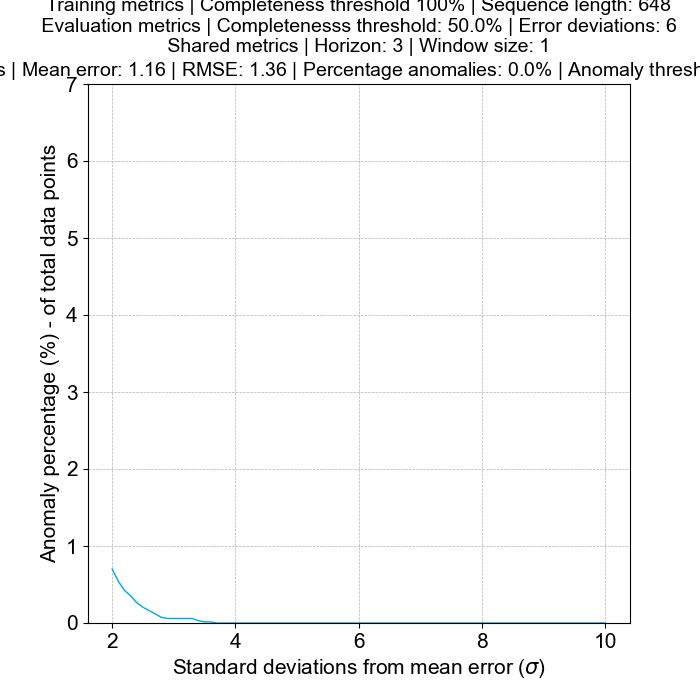 Training metrics | Completeness threshold 100% | Sequence length: 648
Evaluation metrics | Completenesss threshold: 50.0% | Error deviations: 6
Shared metrics | Horizon: 3 | Window size: 1
| Mean error: 1.16 | RMSE: 1.36 | Percentage anomalies: 0.0% | Anomaly
7
6
5
4
3
2
1
0
Anomaly percentage (%) - of total data points
2 4 6 8 10
Standard deviations from mean error (σ)